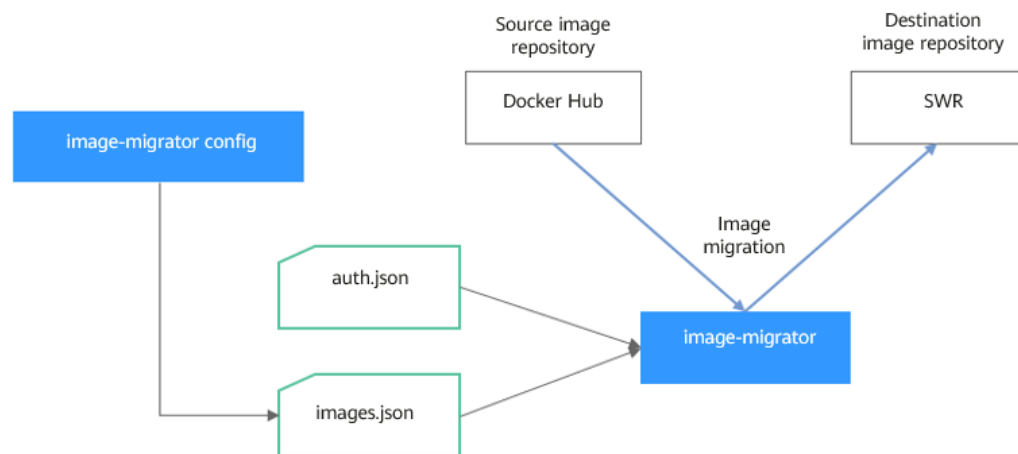 Source image
repository
Destination
image repository
Docker Hub
SWR
image-migrator config
Image
migration
auth.json
image-migrator
images.json